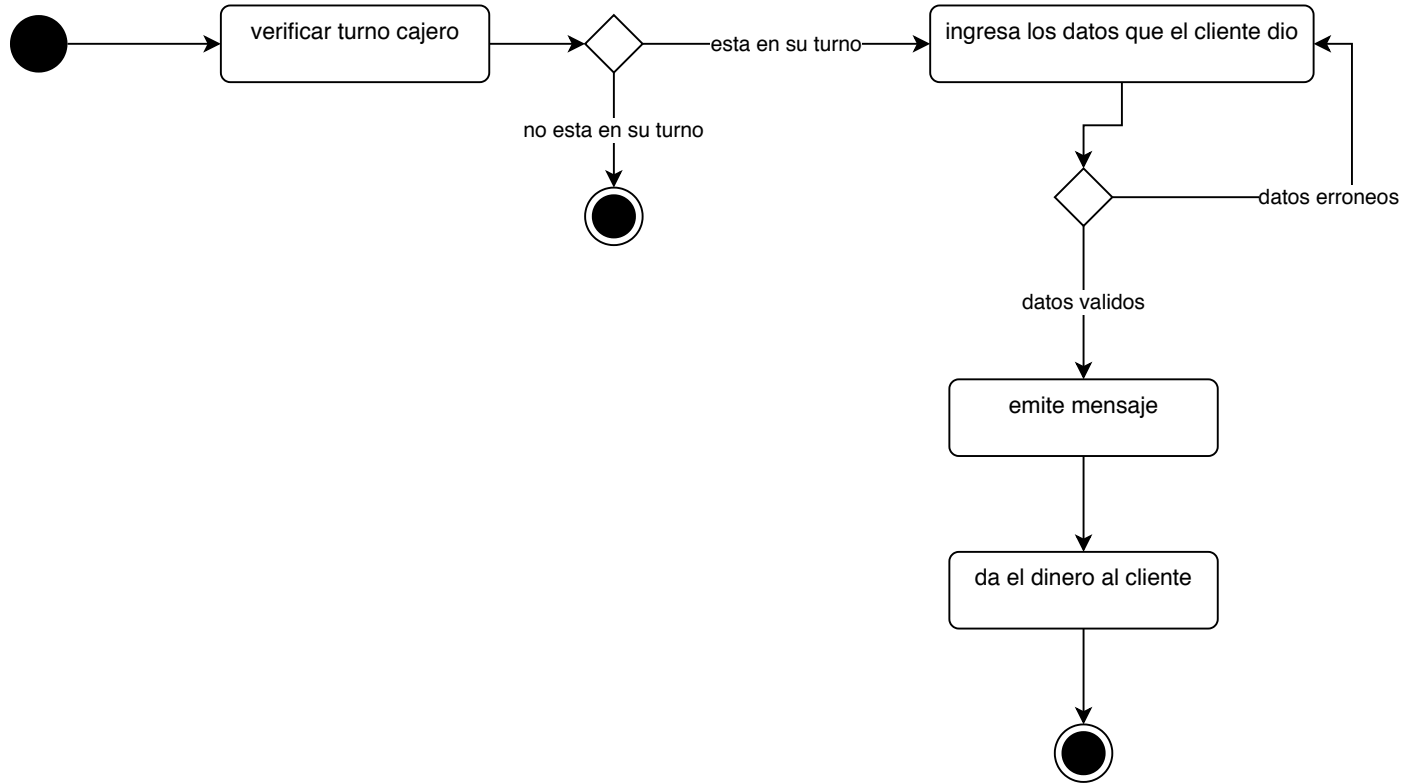 verificar turno cajero
esta en su turno
ingresa los datos que el cliente dio
no esta en su turno
datos erroneos
datos validos
emite mensaje
da el dinero al cliente